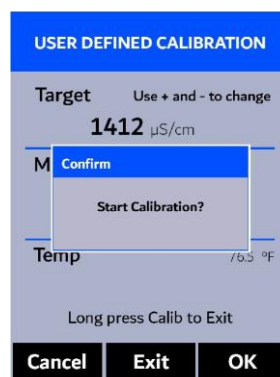 USER DEFINED CALIBRATION
Target Use + and - to change
1412 µS/cm
M
Confirm
Start Calibration?
Temp 76.5 °F
Long press Calib to Exit
Cancel Exit OK